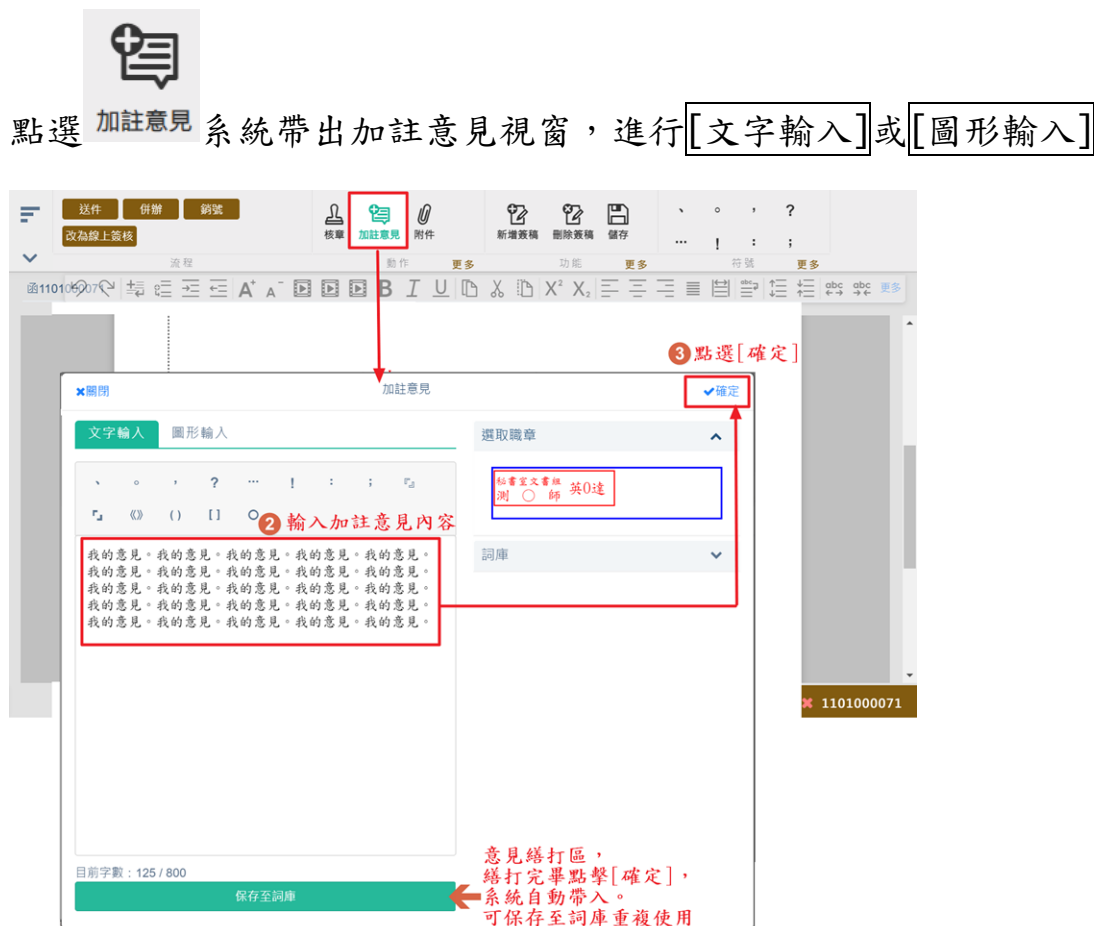 加註意見
點選 加註意見 系統帶出加註意見視窗,進行[文字輸入]或[圖形輸入]
送件 併辦 銷號
改為線上簽核
流程
核章 加註意見 附件
動作 更多
新增簽稿 刪除簽稿 儲存
功能 更多
、 。 , ?
… ! : ;
符號 更多
A+ A- B I U X² X₂ abc abc abc 更多
❸點選[確定]
✖關閉 加註意見 ✔確定
文字輸入 圖形輸入
選取職章
、 。 , ? … ! : ;
《》 () [] ○
秘書室文書組
測 ○ 師 英0達
❷輸入加註意見內容
詞庫
我的意見。我的意見。我的意見。我的意見。我的意見。
我的意見。我的意見。我的意見。我的意見。我的意見。
我的意見。我的意見。我的意見。我的意見。我的意見。
我的意見。我的意見。我的意見。我的意見。我的意見。
我的意見。我的意見。我的意見。我的意見。我的意見。
✖ 1101000071
目前字數:125 / 800
保存至詞庫
意見繕打區,
繕打完畢點擊[確定],
系統自動帶入。
可保存至詞庫重複使用